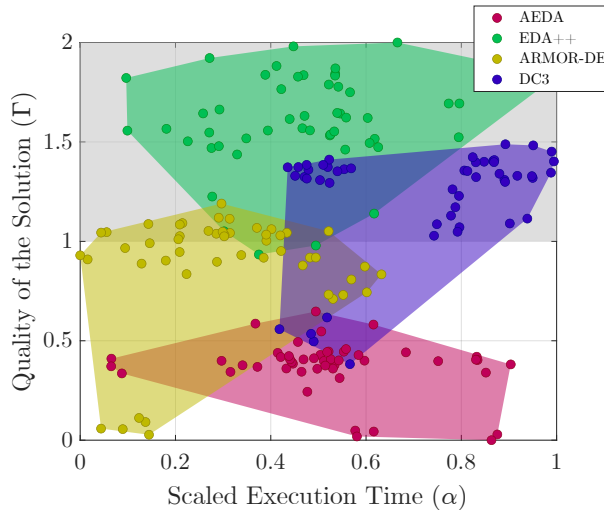 AEDA
EDA++
ARMOR-DE
DC3
2
1.5
1
0.5
0
0
0.2
0.4
0.6
0.8
1
Quality of the Solution (Γ)
Scaled Execution Time (α)